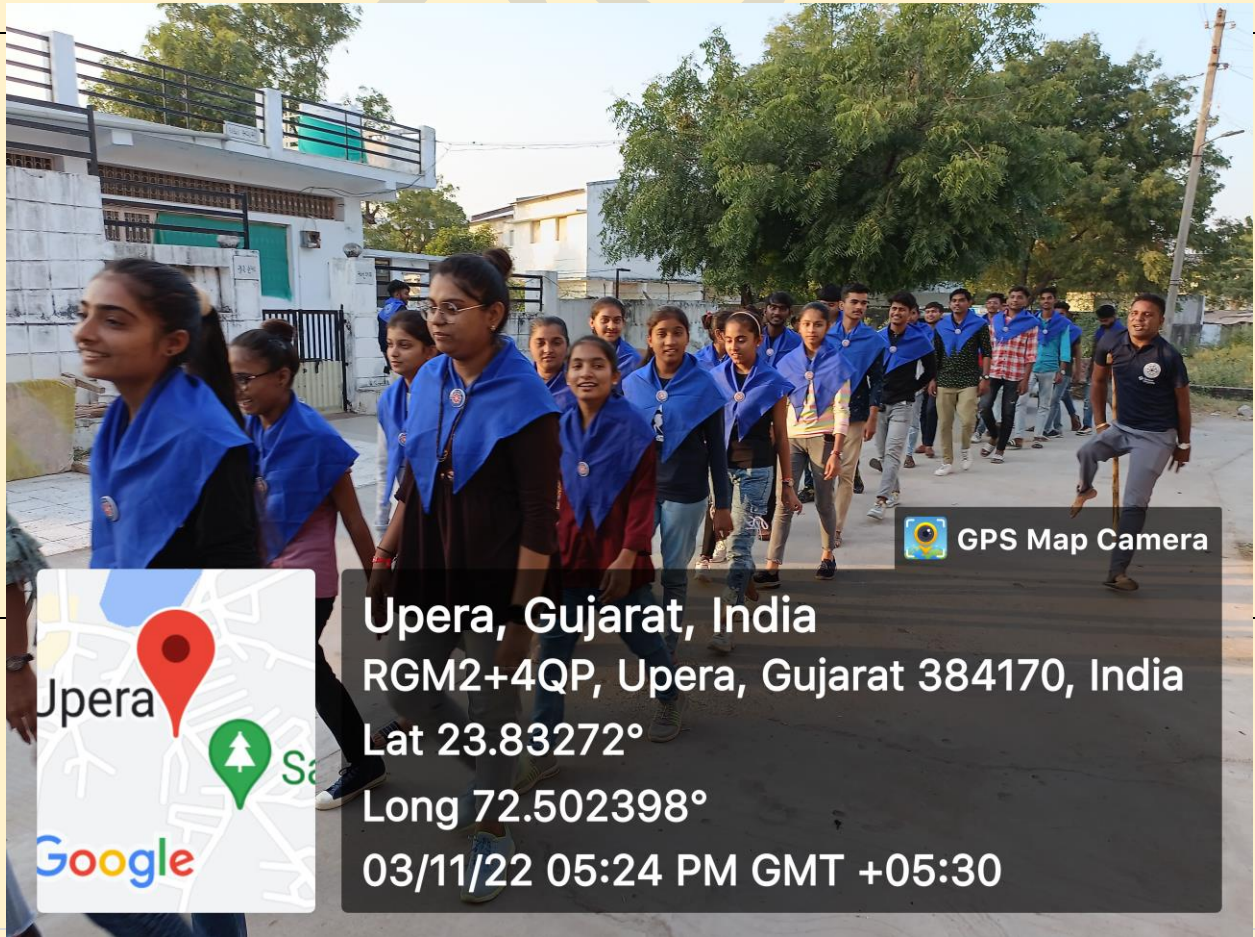 GPS Map Camera
Upera, Gujarat, India
RGM2+4QP, Upera, Gujarat 384170, India
Lat 23.83272°
Long 72.502398°
03/11/22 05:24 PM GMT +05:30
Upera
Sa
Google